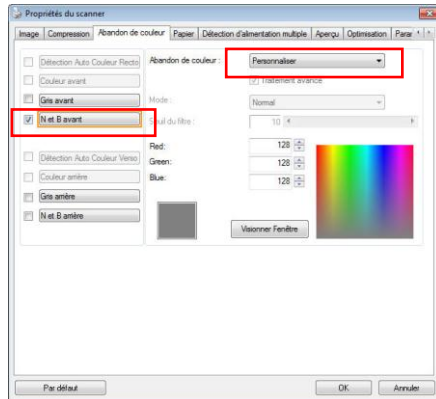 Propriétés du scanner
Image Compression Abandon de couleur Papier Détection d'alimentation multiple Aperçu Optimisation Parar
Détection Auto Couleur Recto
Couleur avant
Gris avant
N et B avant
Détection Auto Couleur Verso
Couleur arrière
Gris arrière
N et B arrière
Abandon de couleur : Personnaliser
Traitement avancé
Mode : Normal
Seuil du filtre : 10
Red: 128
Green: 128
Blue: 128
Visionner Fenêtre
Par défaut OK Annuler